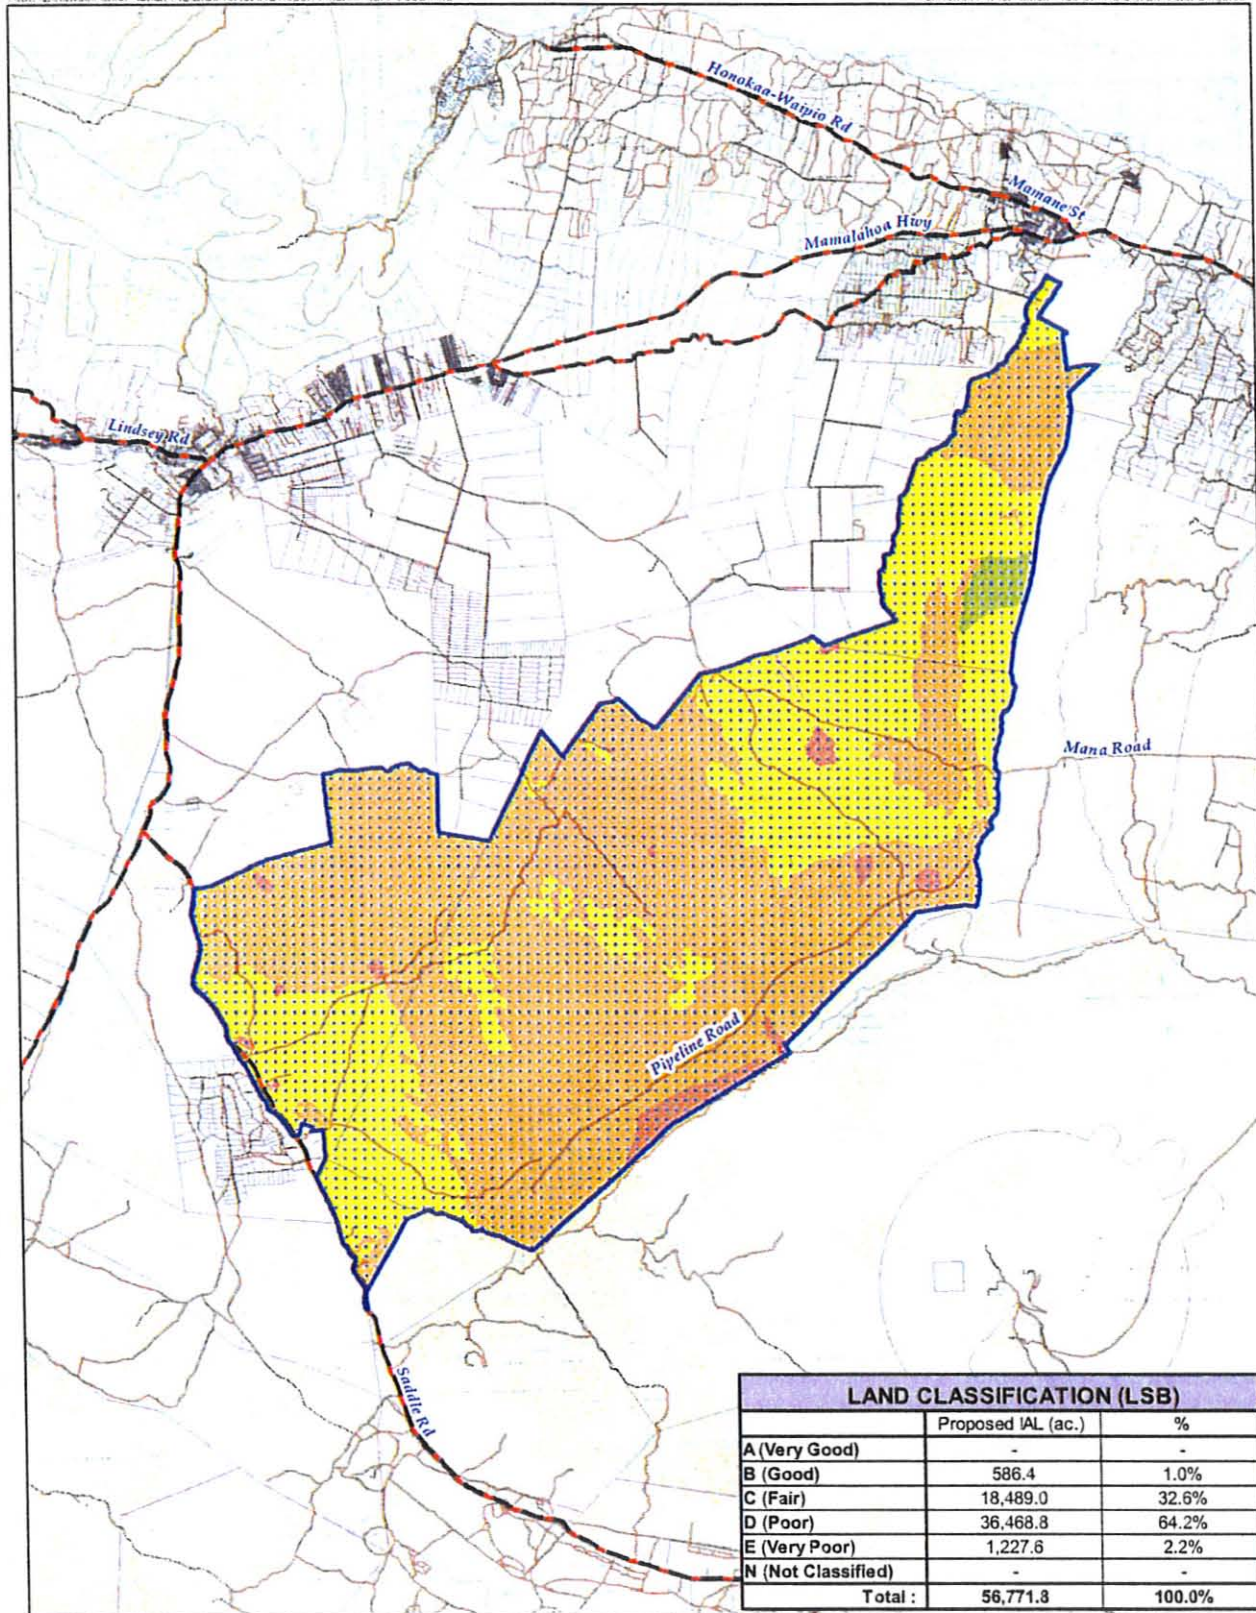 Honokaa-Waipio Rd
Mamane St
Mamalahoa Hwy
Lindsey Rd
Mana Road
Pipeline Road
Saddle Rd
LAND CLASSIFICATION (LSB)
Proposed IAL (ac.) %
A (Very Good) - -
B (Good) 586.4 1.0%
C (Fair) 18,489.0 32.6%
D (Poor) 36,468.8 64.2%
E (Very Poor) 1,227.6 2.2%
N (Not Classified) - -
Total : 56,771.8 100.0%